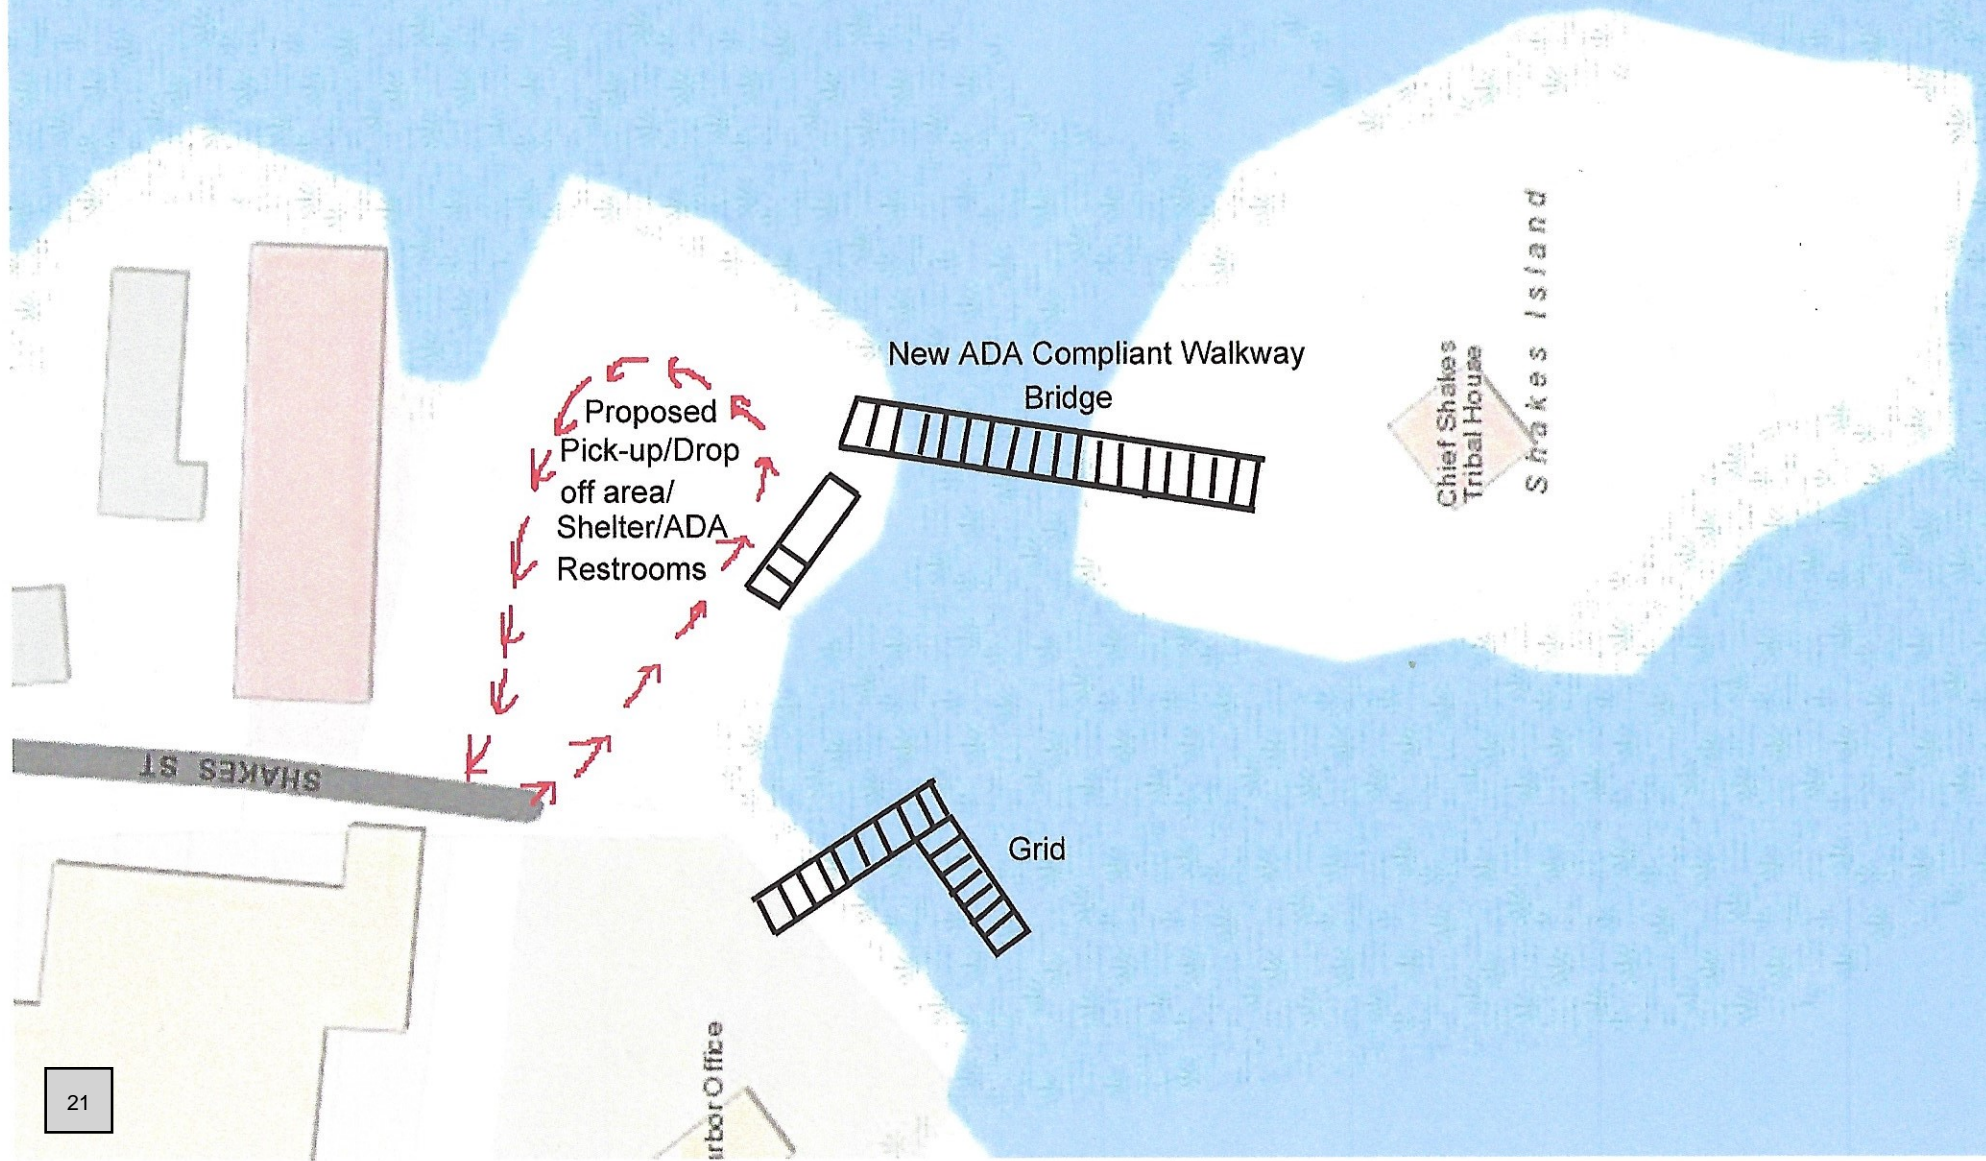 New ADA Compliant Walkway
Bridge
Proposed
Pick-up/Drop
off area/
Shelter/ADA
Restrooms
Chief Shakes
Tribal House
Shakes Island
SHAKES ST
Grid
arbor Office
21